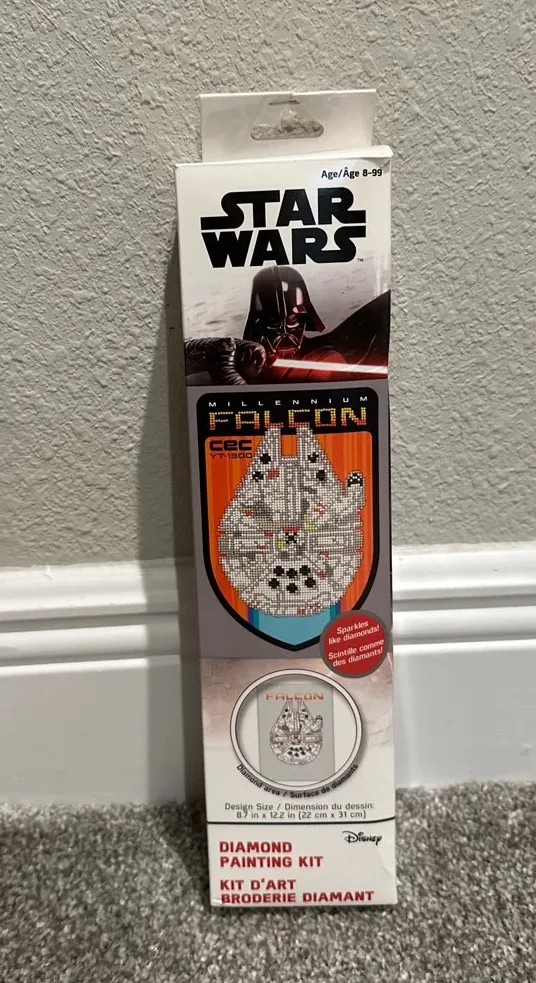 Age/Âge 8-99
STAR
WARS
™
MILLENNIUM
FALCON
CEC
YT-1300
Sparkles
like diamonds!
Scintille comme
des diamants!
FALCON
Diamond area / Surface de diamants
Design Size / Dimension du dessin:
8.7 in x 12.2 in (22 cm x 31 cm)
Disney
DIAMOND
PAINTING KIT
KIT D'ART
BRODERIE DIAMANT